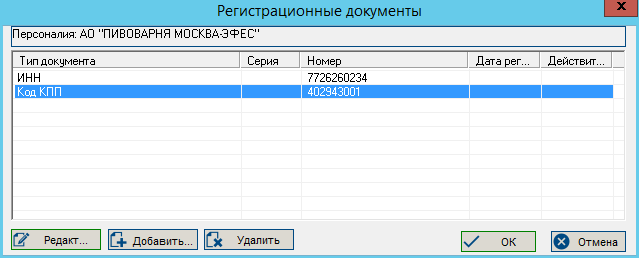 Регистрационные документы
x
Персоналия: АО "ПИВОВАРНЯ МОСКВА-ЭФЕС"
Тип документа Серия Номер Дата рег... Действит...
ИНН 7726260234
Код КПП 402943001
Редакт... Добавить... Удалить ОК Отмена